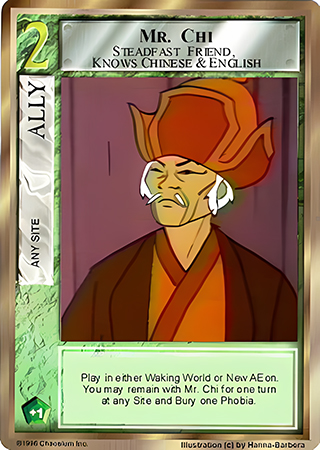 2
MR. CHI
STEADFAST FRIEND,
KNOWS CHINESE & ENGLISH
ALLY
ANY SITE
Play in either Waking World or New AEon.
You may remain with Mr. Chi for one turn
at any Site and Bury one Phobia.
+1
©1996 Chaosium Inc.
Illustration (c) by Hanna-Barbera